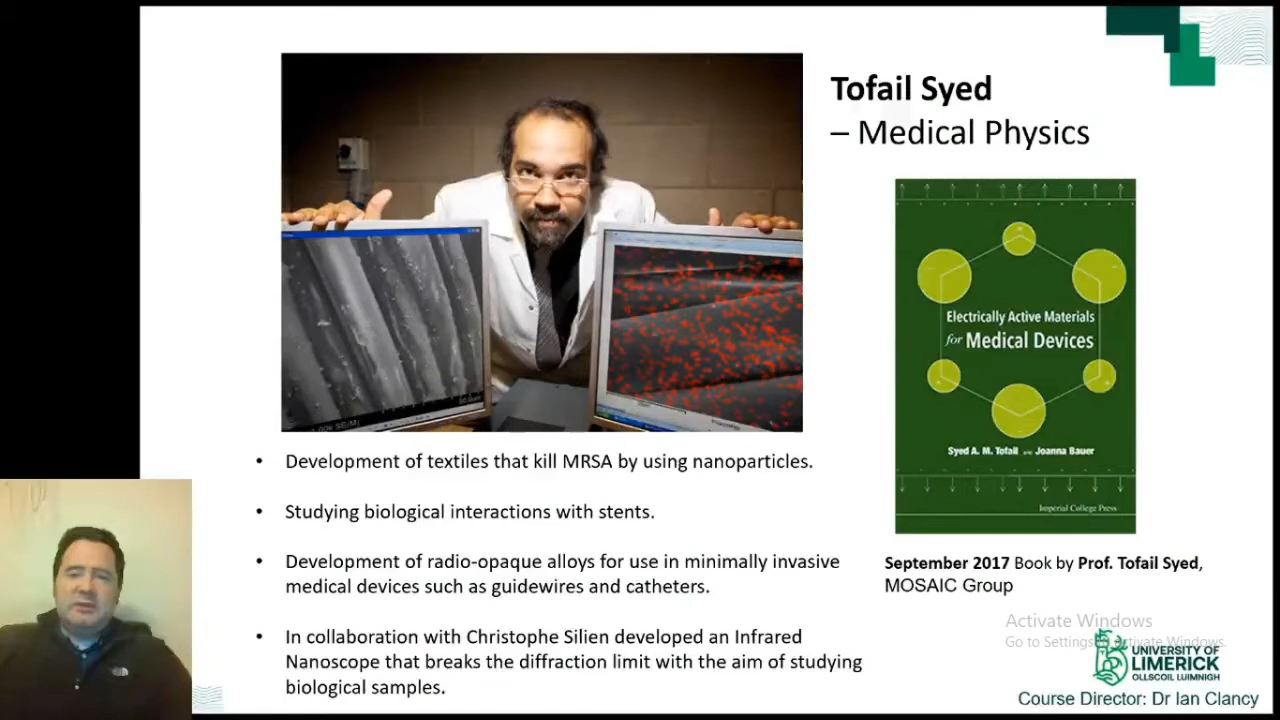 Tofail Syed
– Medical Physics
Electrically Active Materials
for Medical Devices
Syed A. M. Tofail and Joanna Bauer
Imperial College Press
• Development of textiles that kill MRSA by using nanoparticles.
• Studying biological interactions with stents.
• Development of radio-opaque alloys for use in minimally invasive
medical devices such as guidewires and catheters.
• In collaboration with Christophe Silien developed an Infrared
Nanoscope that breaks the diffraction limit with the aim of studying
biological samples.
September 2017 Book by Prof. Tofail Syed,
MOSAIC Group
Activate Windows
Go to Settings to activate Windows.
UNIVERSITY OF
LIMERICK
OLLSCOIL LUIMNIGH
Course Director: Dr Ian Clancy